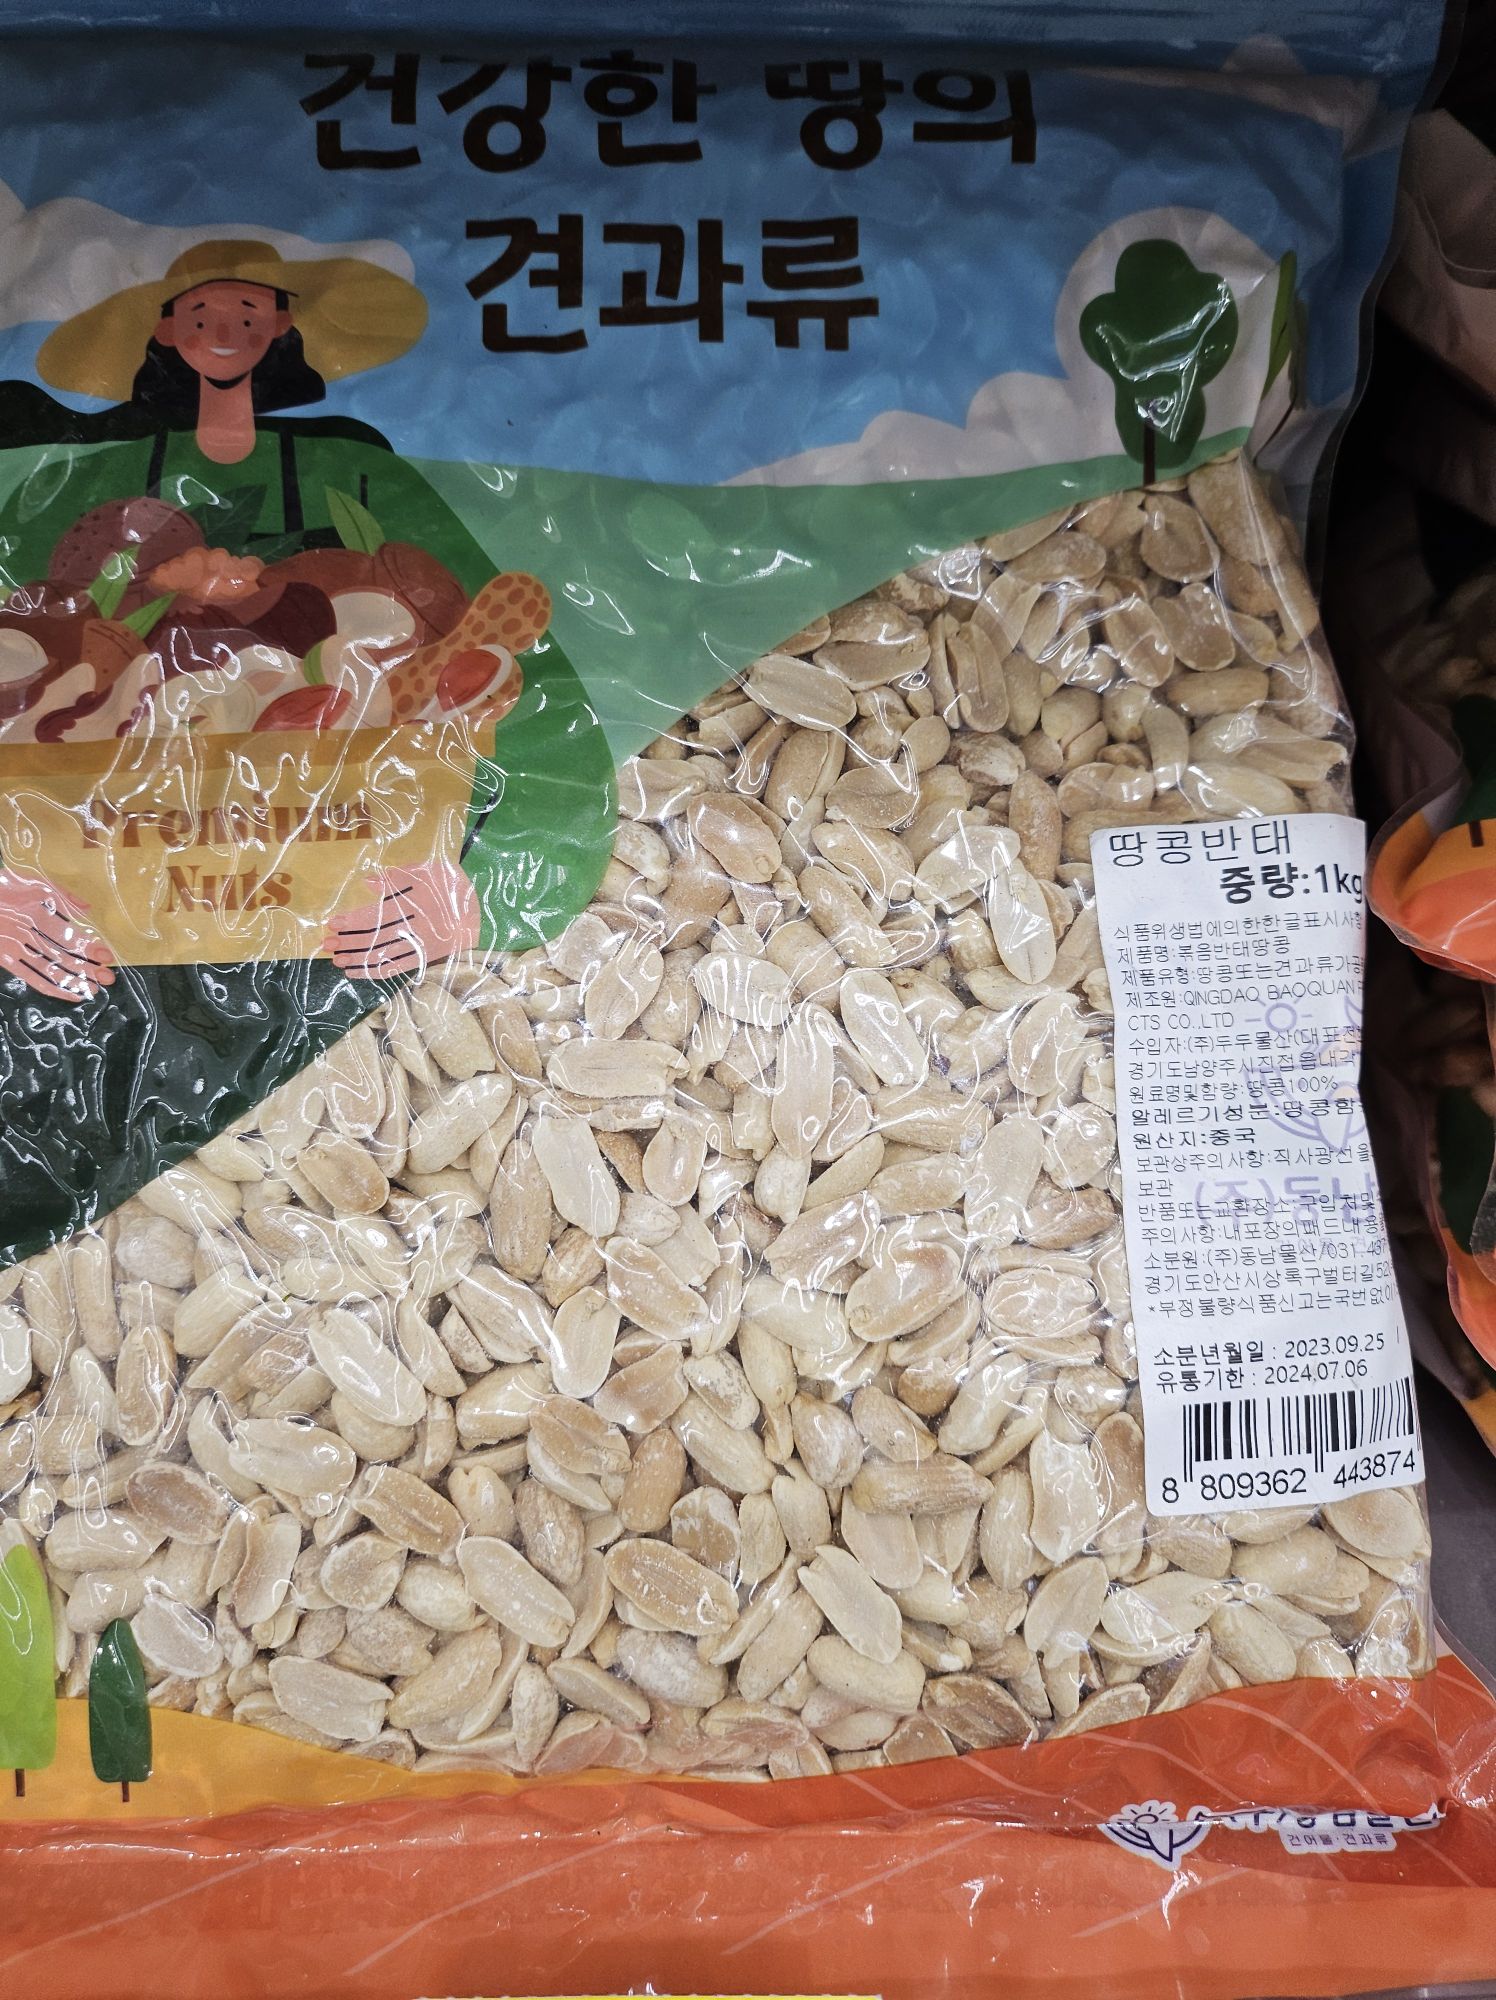 건강한 땅의
견과류
Premium
Nuts
땅콩반태
중량:1kg
식품위생법에의한한글표시사항
제품명:볶음반태땅콩
제품유형:땅콩또는견과류가공
제조원:QINGDAO BAOQUAN
CTS CO.,LTD
수입자:(주)두두물산(대표전
경기도남양주시진접읍내각
원료명및함량:땅콩100%
알레르기성분:땅콩함
원산지:중국
보관상주의사항:직사광선을
보관
반품또는교환장소:구입처및
주의사항:내포장의패드내용
소분원:(주)동남물산/031.487
경기도안산시상록구벌터길52
*부정불량식품신고는국번없이
소분년월일 : 2023.09.25
유통기한 : 2024.07.06
8 809362 443874
건어물·견과류